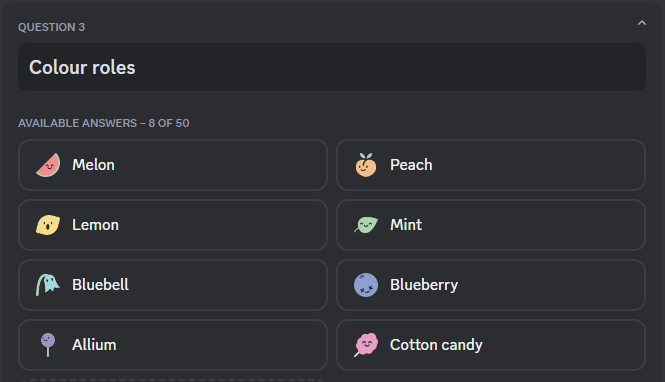 QUESTION 3
Colour roles
AVAILABLE ANSWERS – 8 OF 50
Melon
Peach
Lemon
Mint
Bluebell
Blueberry
Allium
Cotton candy